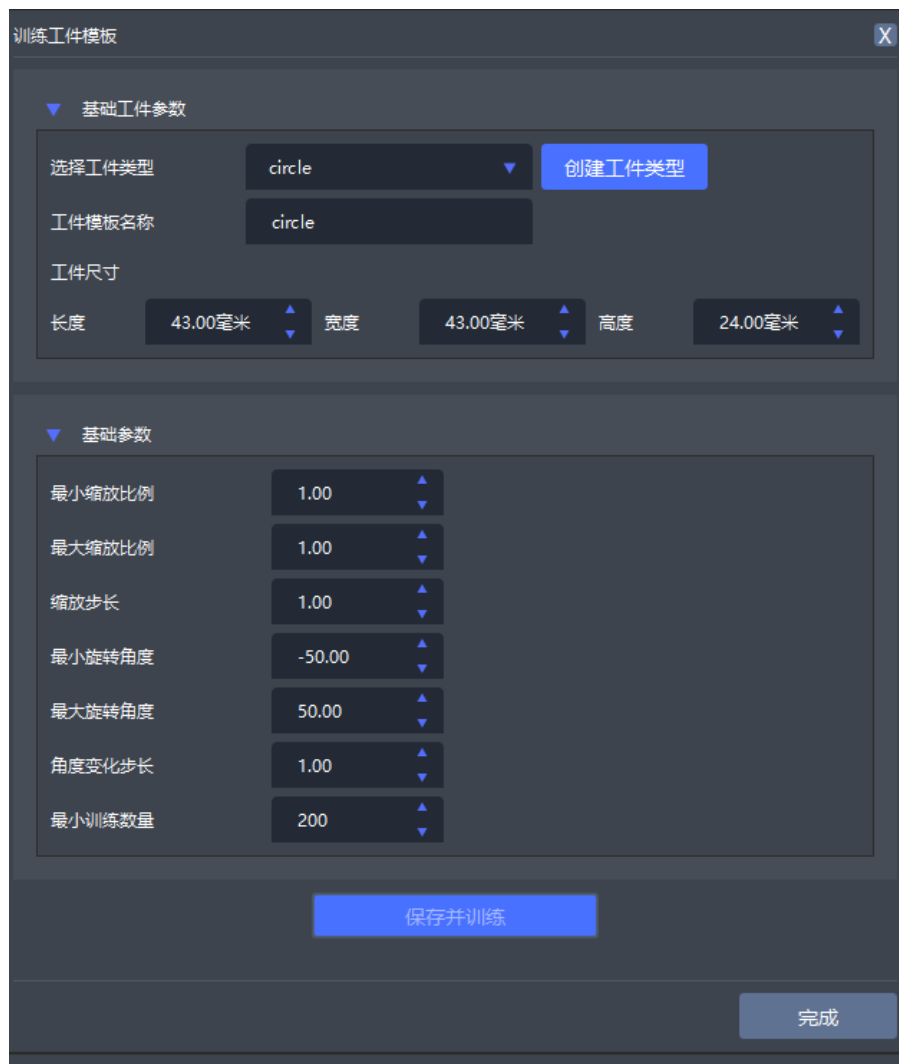 训练工件模板 X
基础工件参数
选择工件类型 circle 创建工件类型
工件模板名称 circle
工件尺寸
长度 43.00毫米 宽度 43.00毫米 高度 24.00毫米
基础参数
最小缩放比例 1.00
最大缩放比例 1.00
缩放步长 1.00
最小旋转角度 -50.00
最大旋转角度 50.00
角度变化步长 1.00
最小训练数量 200
保存并训练
完成